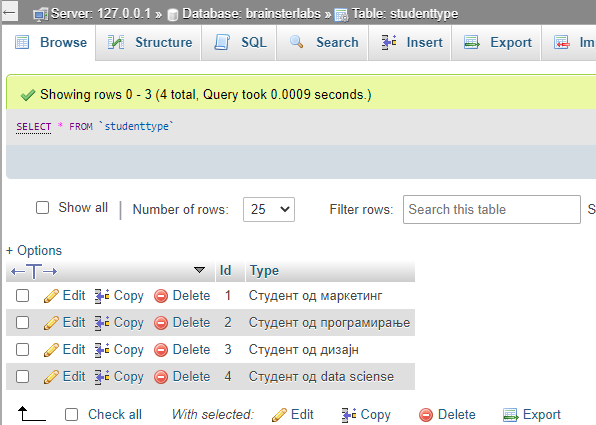 Server: 127.0.0.1 » Database: brainsterlabs » Table: studenttype
Browse Structure SQL Search Insert Export Im
Showing rows 0 - 3 (4 total, Query took 0.0009 seconds.)
SELECT * FROM `studenttype`
Show all | Number of rows: 25 Filter rows: Search this table S
+ Options
←T→ Id Type
Edit Copy Delete 1 Студент од маркетинг
Edit Copy Delete 2 Студент од програмирање
Edit Copy Delete 3 Студент од дизајн
Edit Copy Delete 4 Студент од data sciense
Check all With selected: Edit Copy Delete Export